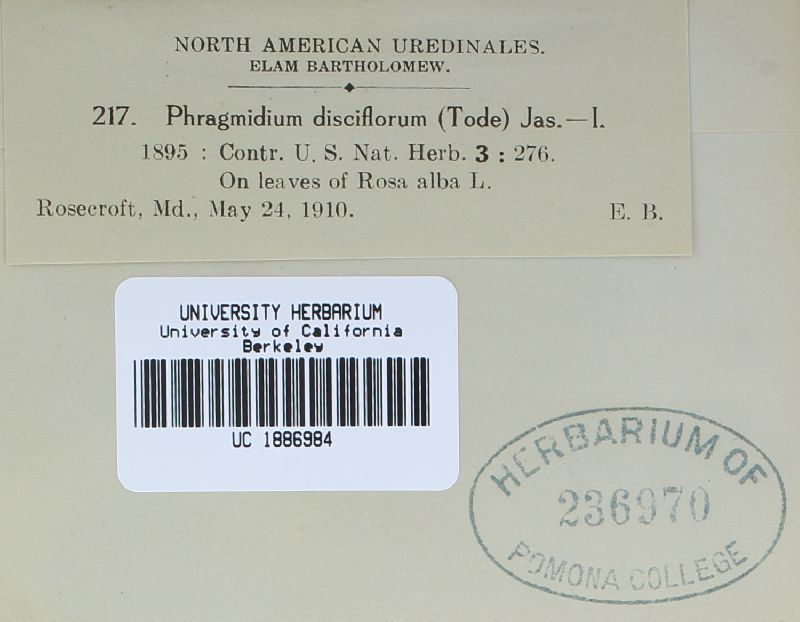 NORTH AMERICAN UREDINALES.
ELAM BARTHOLOMEW.
217. Phragmidium disciflorum (Tode) Jas.—I.
1895 : Contr. U. S. Nat. Herb. 3 : 276.
On leaves of Rosa alba L.
Rosecroft, Md., May 24, 1910. E. B.
UNIVERSITY HERBARIUM
University of California
Berkeley
UC 1886984
HERBARIUM OF
236970
POMONA COLLEGE